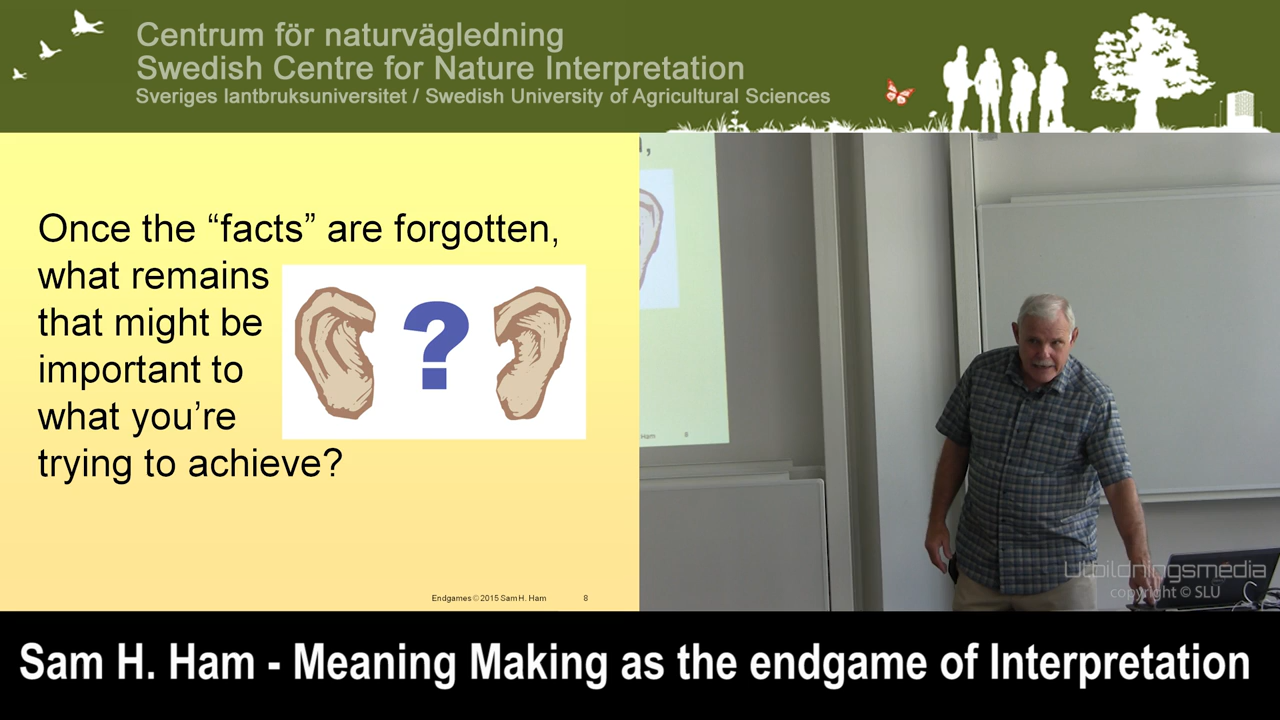 Centrum för naturvägledning
Swedish Centre for Nature Interpretation
Sveriges lantbruksuniversitet / Swedish University of Agricultural Sciences
Once the “facts” are forgotten,
what remains
that might be
important to
what you’re
trying to achieve?
?
Endgames © 2015 Sam H. Ham 8
Ham 8
Utbildningsmedia
copyright © SLU
Sam H. Ham - Meaning Making as the endgame of Interpretation